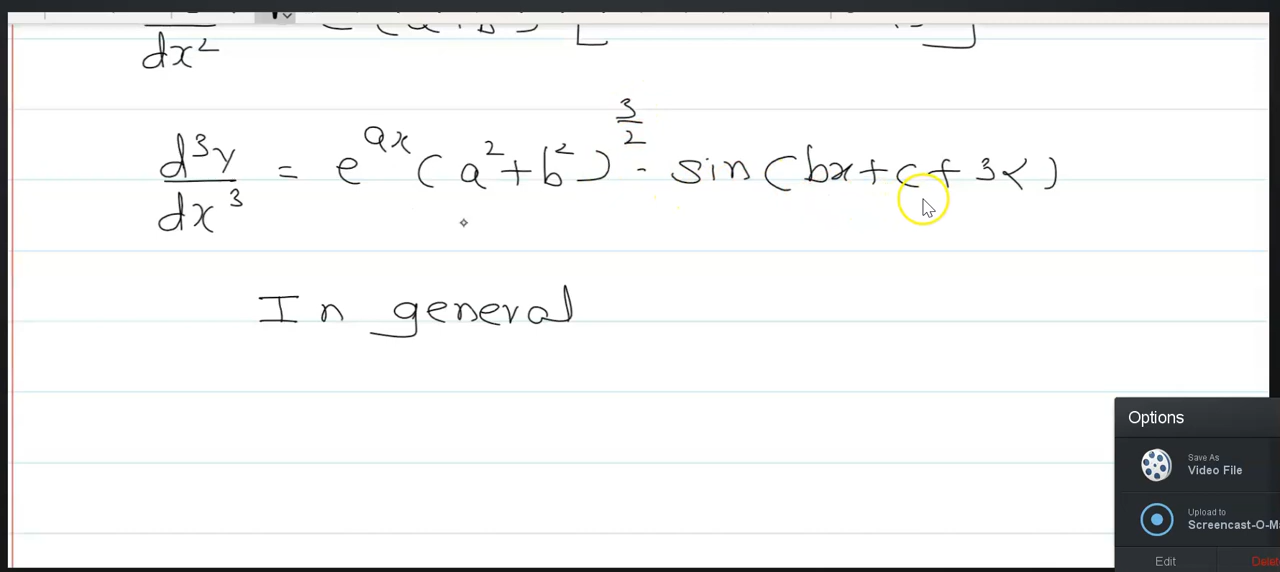 dx²
d³y/dx³ = e^ax (a²+b²)^3/2 · sin(bx+c+3α)
In general
Options
Save As
Video File
Upload to
Edit